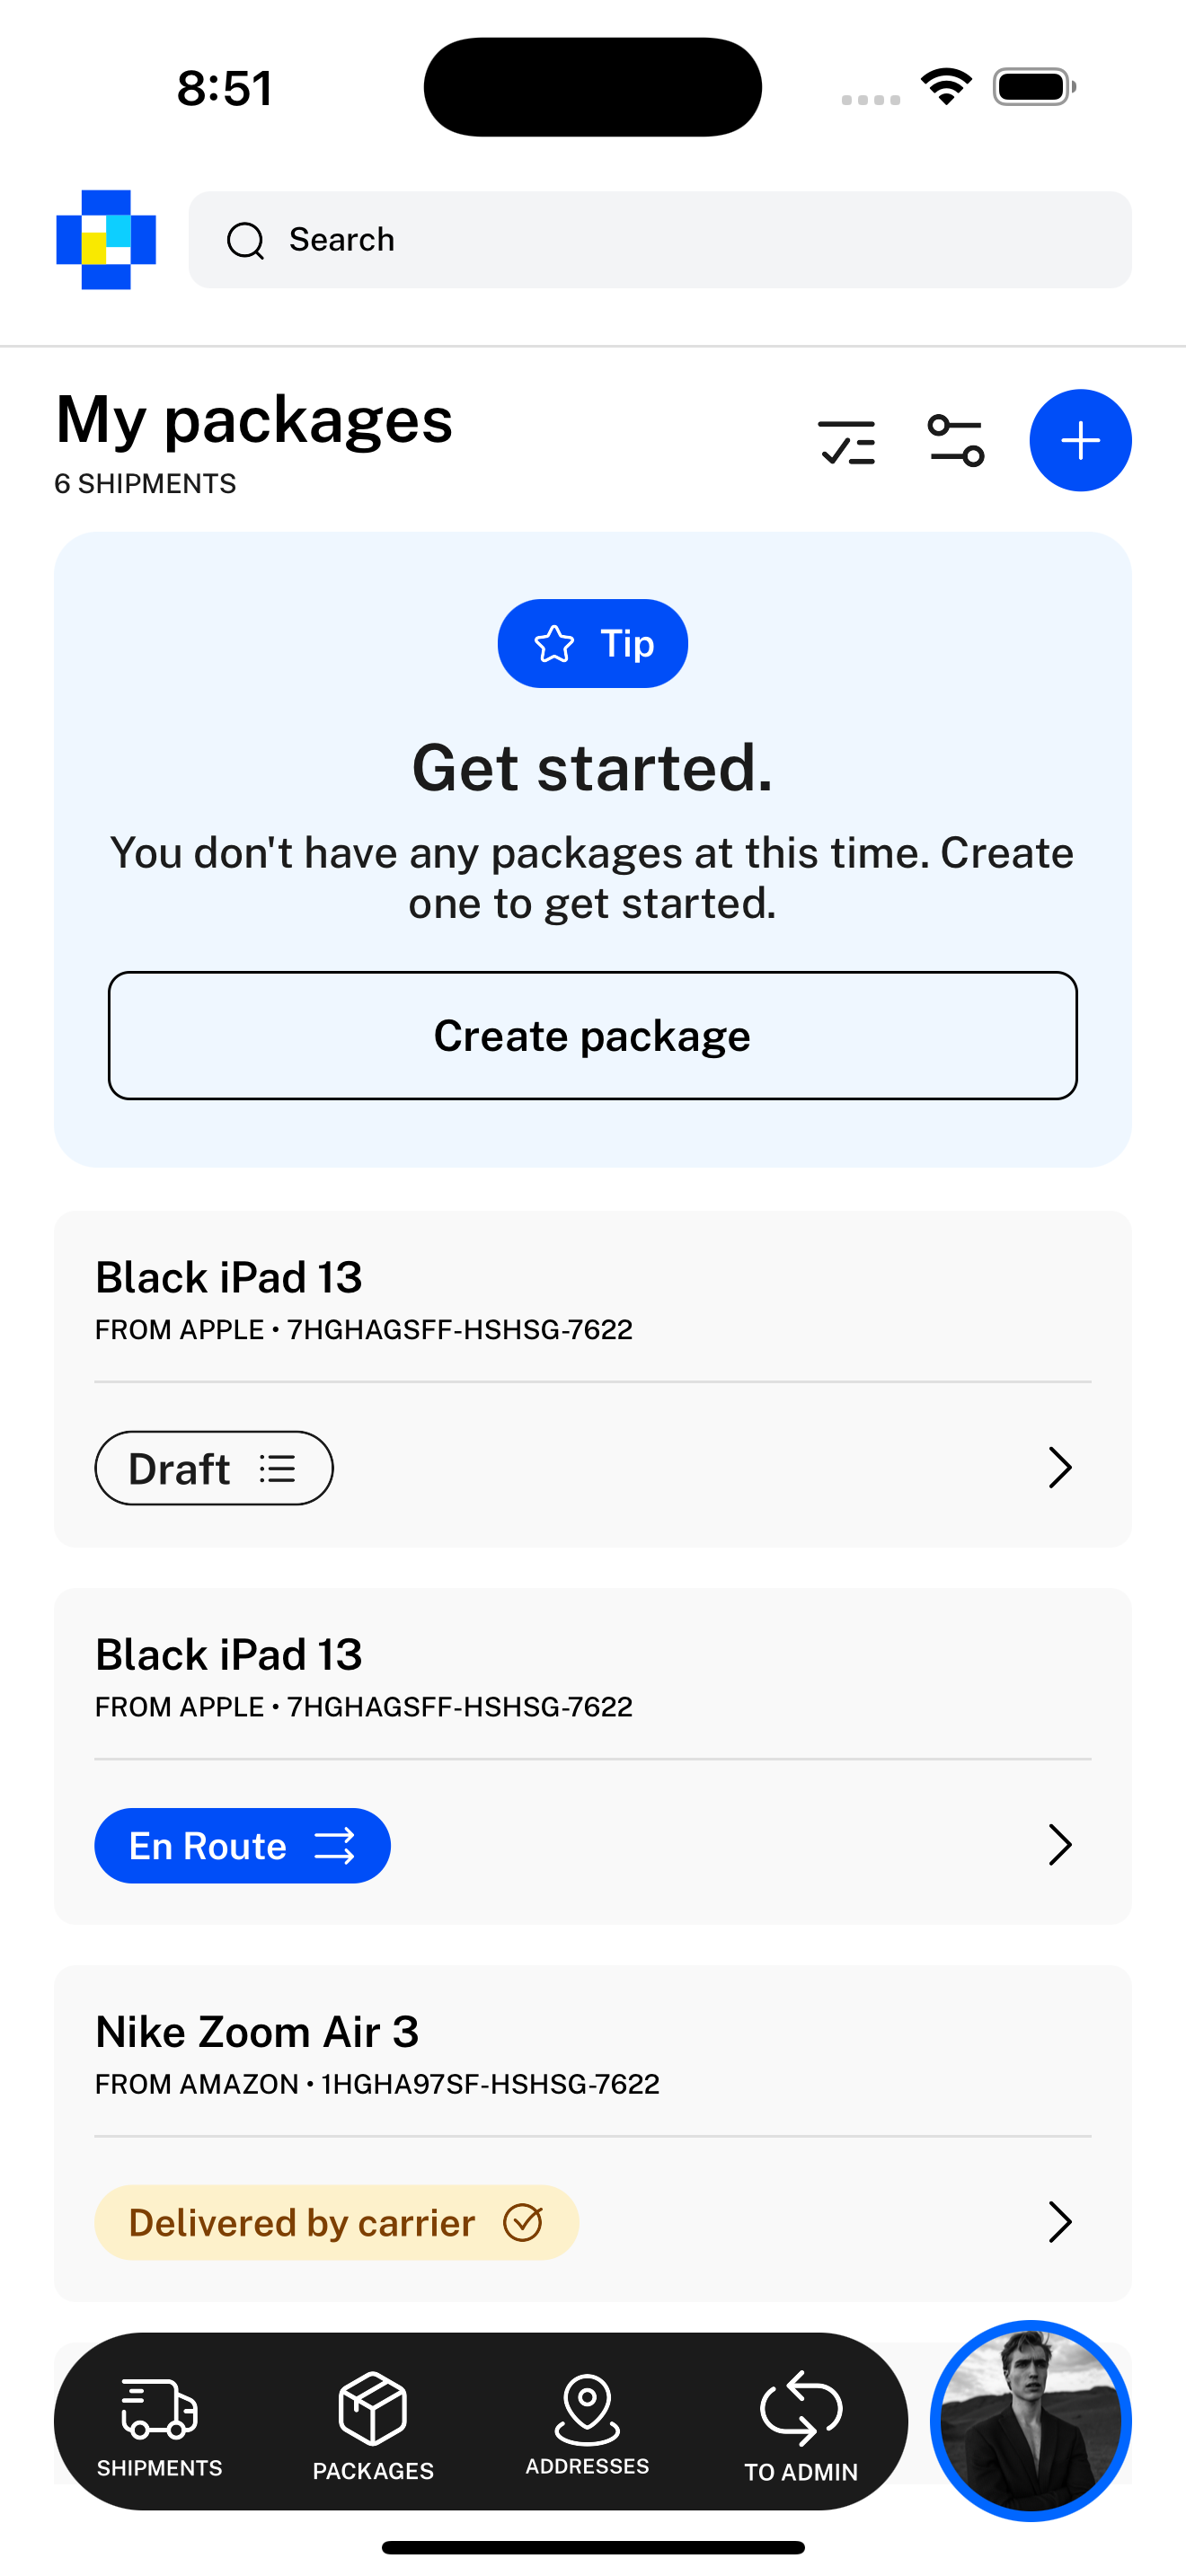 8:51
Search
My packages
6 SHIPMENTS
Tip
Get started.
You don't have any packages at this time. Create
one to get started.
Create package
Black iPad 13
FROM APPLE • 7HGHAGSFF-HSHSG-7622
Draft
Black iPad 13
FROM APPLE • 7HGHAGSFF-HSHSG-7622
En Route
Nike Zoom Air 3
FROM AMAZON • 1HGHA97SF-HSHSG-7622
Delivered by carrier
SHIPMENTS
PACKAGES
ADDRESSES
TO ADMIN